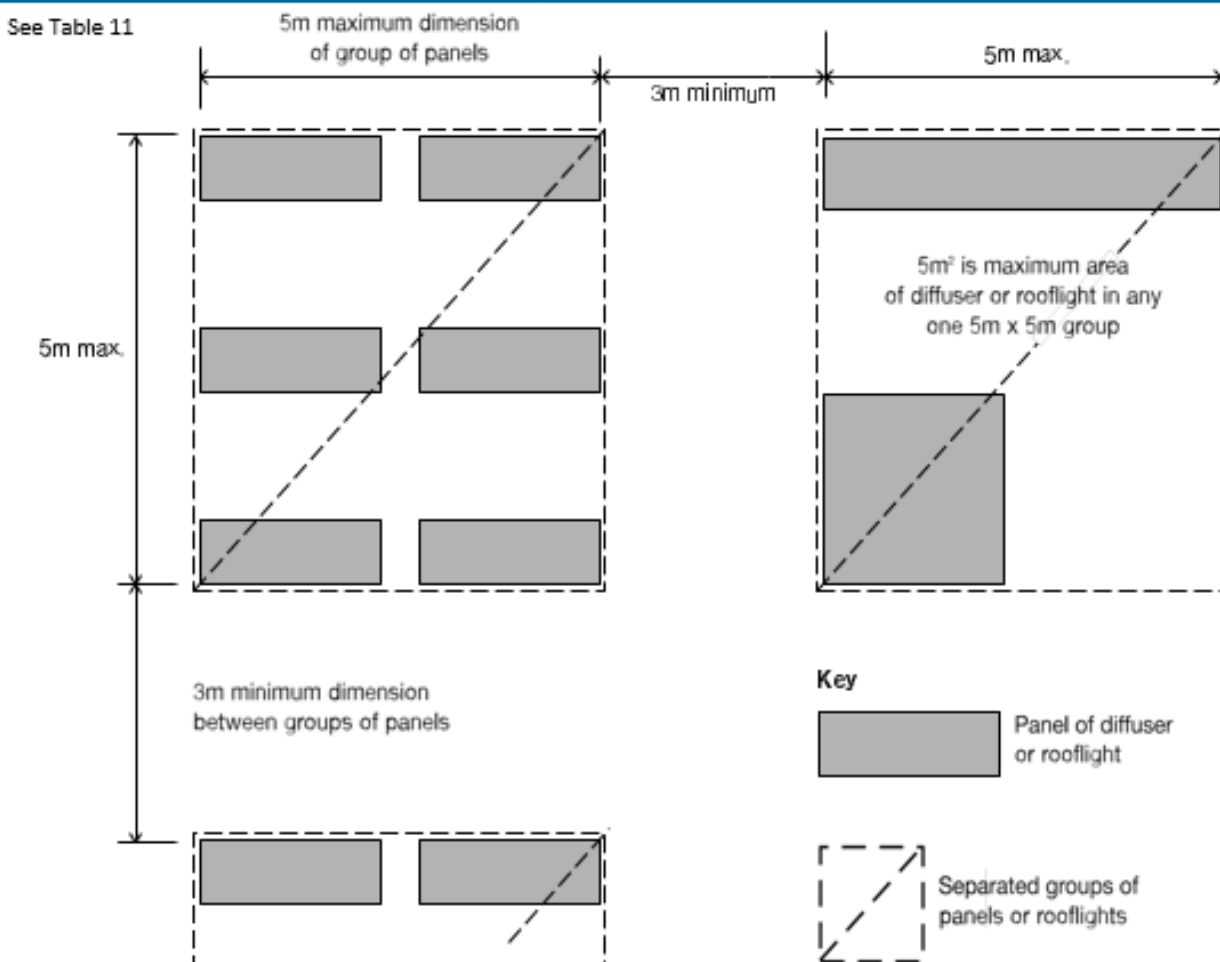 See Table 11
5m maximum dimension
of group of panels
5m max.
3m minimum
5m² is maximum area
of diffuser or rooflight in any
one 5m x 5m group
5m max.
3m minimum dimension
between groups of panels
Key
Panel of diffuser
or rooflight
Separated groups of
panels or rooflights